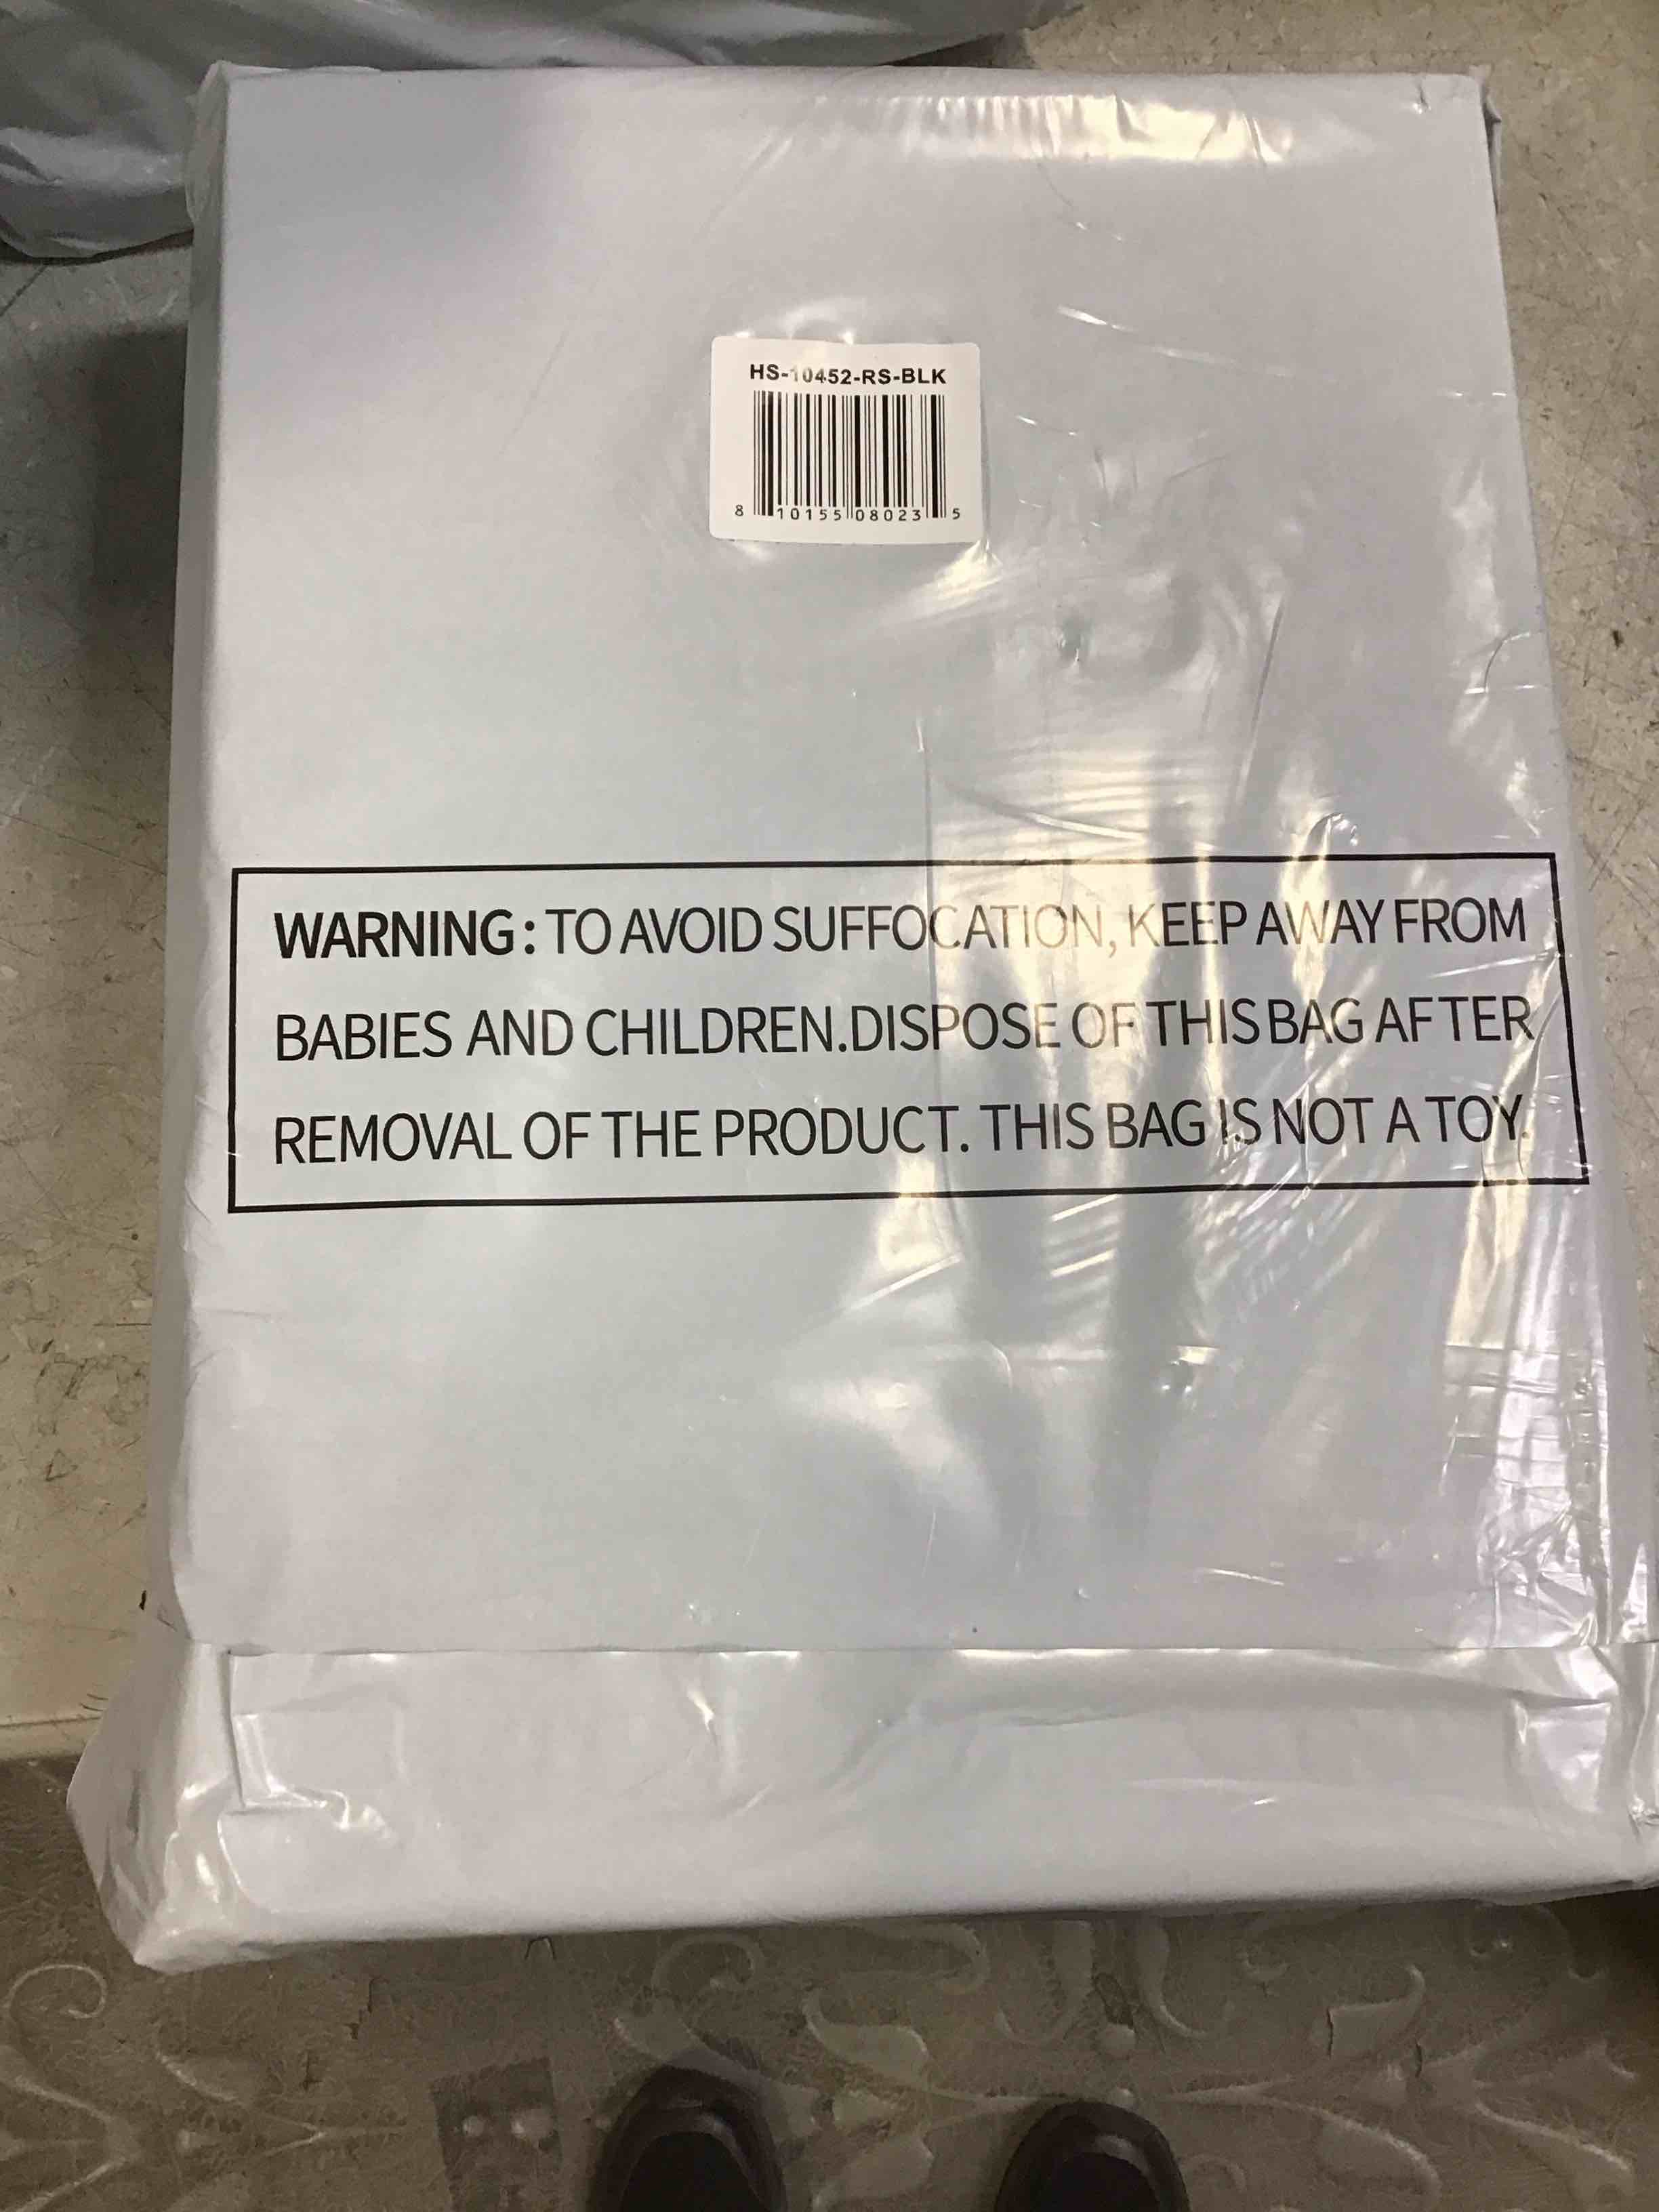 HS-10452-RS-BLK
8 10155 08023 5
WARNING: TO AVOID SUFFOCATION, KEEP AWAY FROM
BABIES AND CHILDREN.DISPOSE OF THIS BAG AFTER
REMOVAL OF THE PRODUCT. THIS BAG IS NOT A TOY.